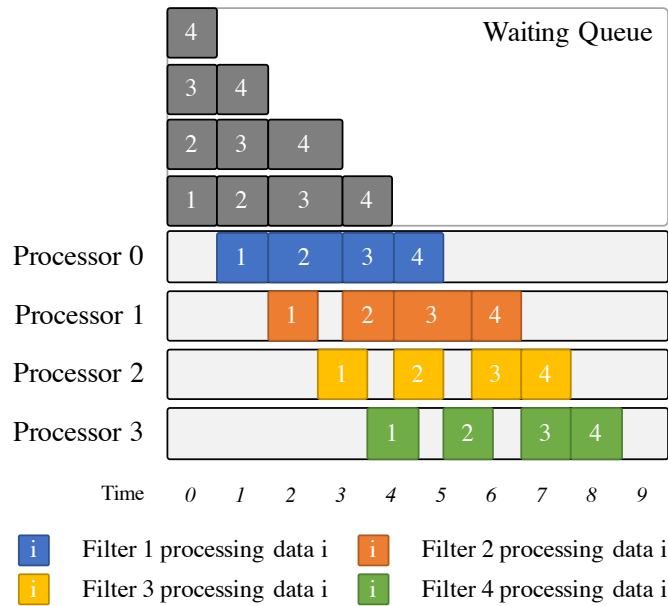 Waiting Queue
4
3 4
2 3 4
1 2 3 4
Processor 0 1 2 3 4
Processor 1 1 2 3 4
Processor 2 1 2 3 4
Processor 3 1 2 3 4
Time 0 1 2 3 4 5 6 7 8 9
i Filter 1 processing data i i Filter 2 processing data i
i Filter 3 processing data i i Filter 4 processing data i